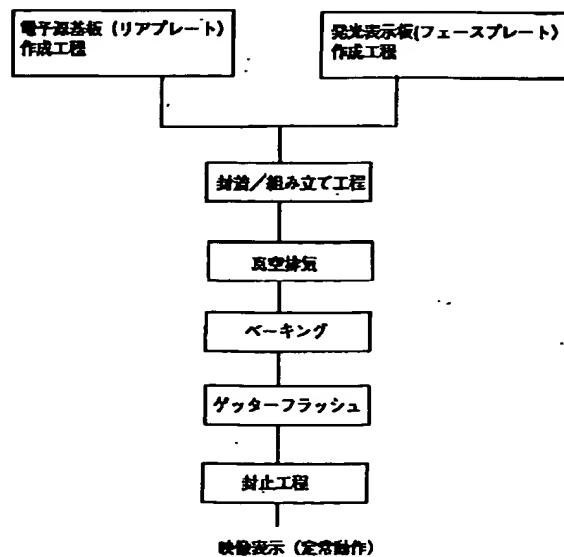 電子源基板（リアプレート）
作成工程
発光表示板(フェースプレート)
作成工程
封着／組み立て工程
真空排気
ベーキング
ゲッターフラッシュ
封止工程
映像表示（定常動作）